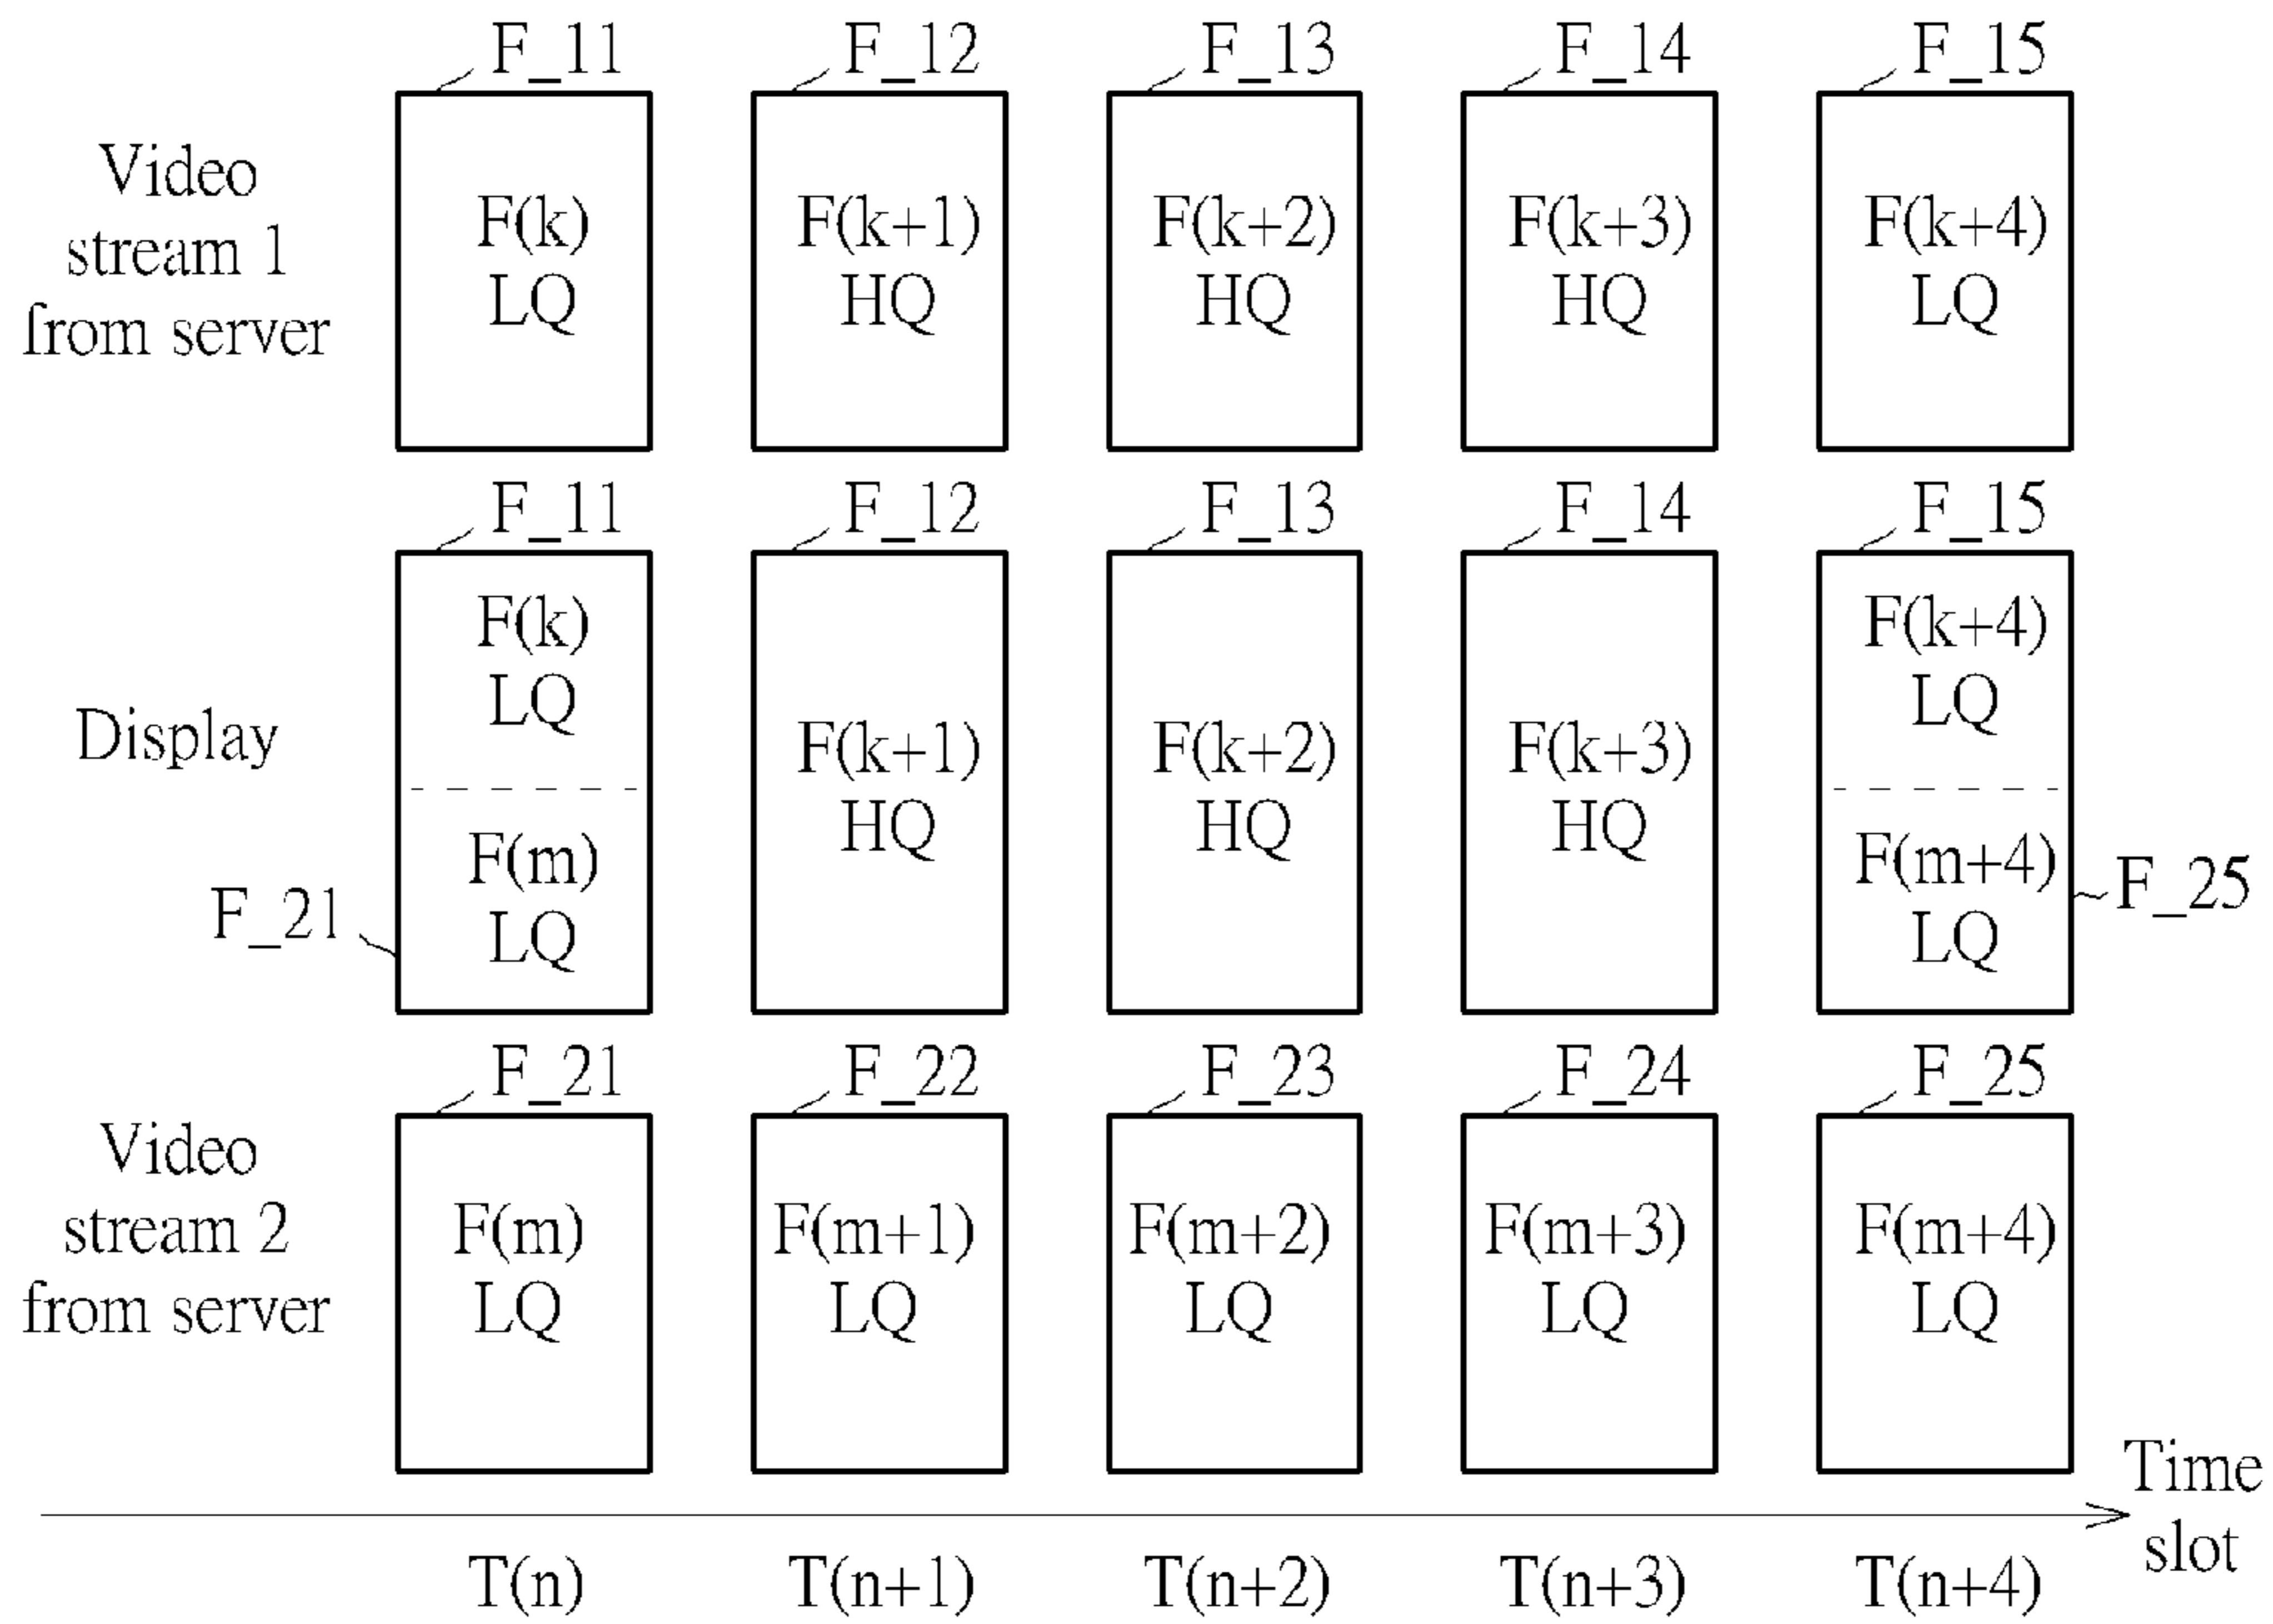 F_11 F_12 F_13 F_14 F_15
Video
stream 1
from server
F(k) F(k+1) F(k+2) F(k+3) F(k+4)
LQ HQ HQ HQ LQ
F_11 F_12 F_13 F_14 F_15
F(k) F(k+4)
LQ LQ
Display
F(k+1) F(k+2) F(k+3)
HQ HQ HQ
F(m) F(m+4)
LQ LQ
F_21 F_25
F_21 F_22 F_23 F_24 F_25
Video
stream 2
from server
F(m) F(m+1) F(m+2) F(m+3) F(m+4)
LQ LQ LQ LQ LQ
Time
slot
T(n) T(n+1) T(n+2) T(n+3) T(n+4)